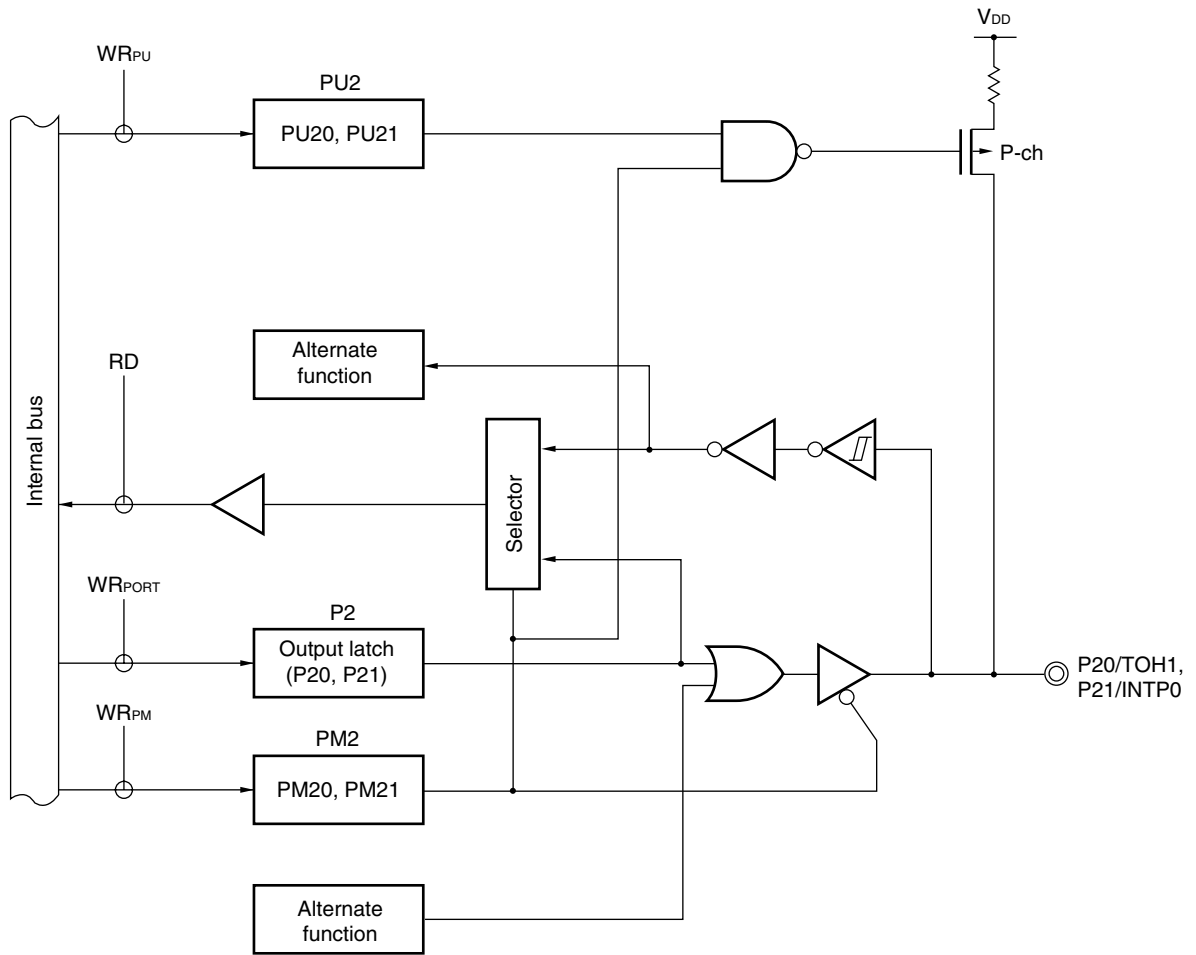 VDD
WRPU
PU2
PU20, PU21
P-ch
Alternate
function
RD
Internal bus
Selector
WRPORT
P2
Output latch
(P20, P21)
P20/TOH1,
P21/INTP0
WRPM
PM2
PM20, PM21
Alternate
function